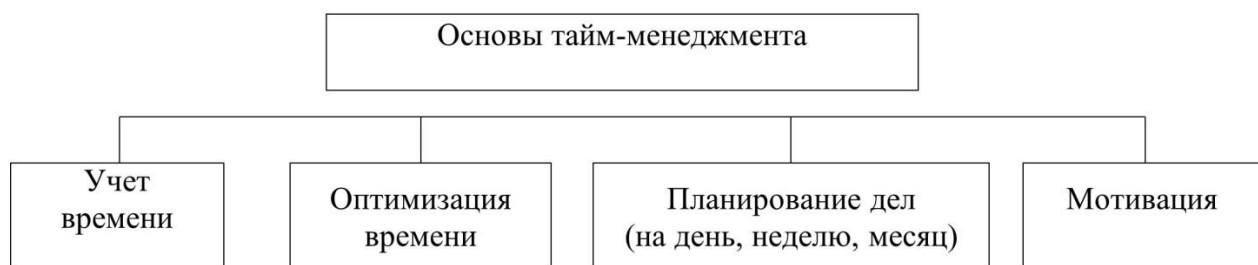 Основы тайм-менеджмента
Учет
времени
Оптимизация
времени
Планирование дел
(на день, неделю, месяц)
Мотивация